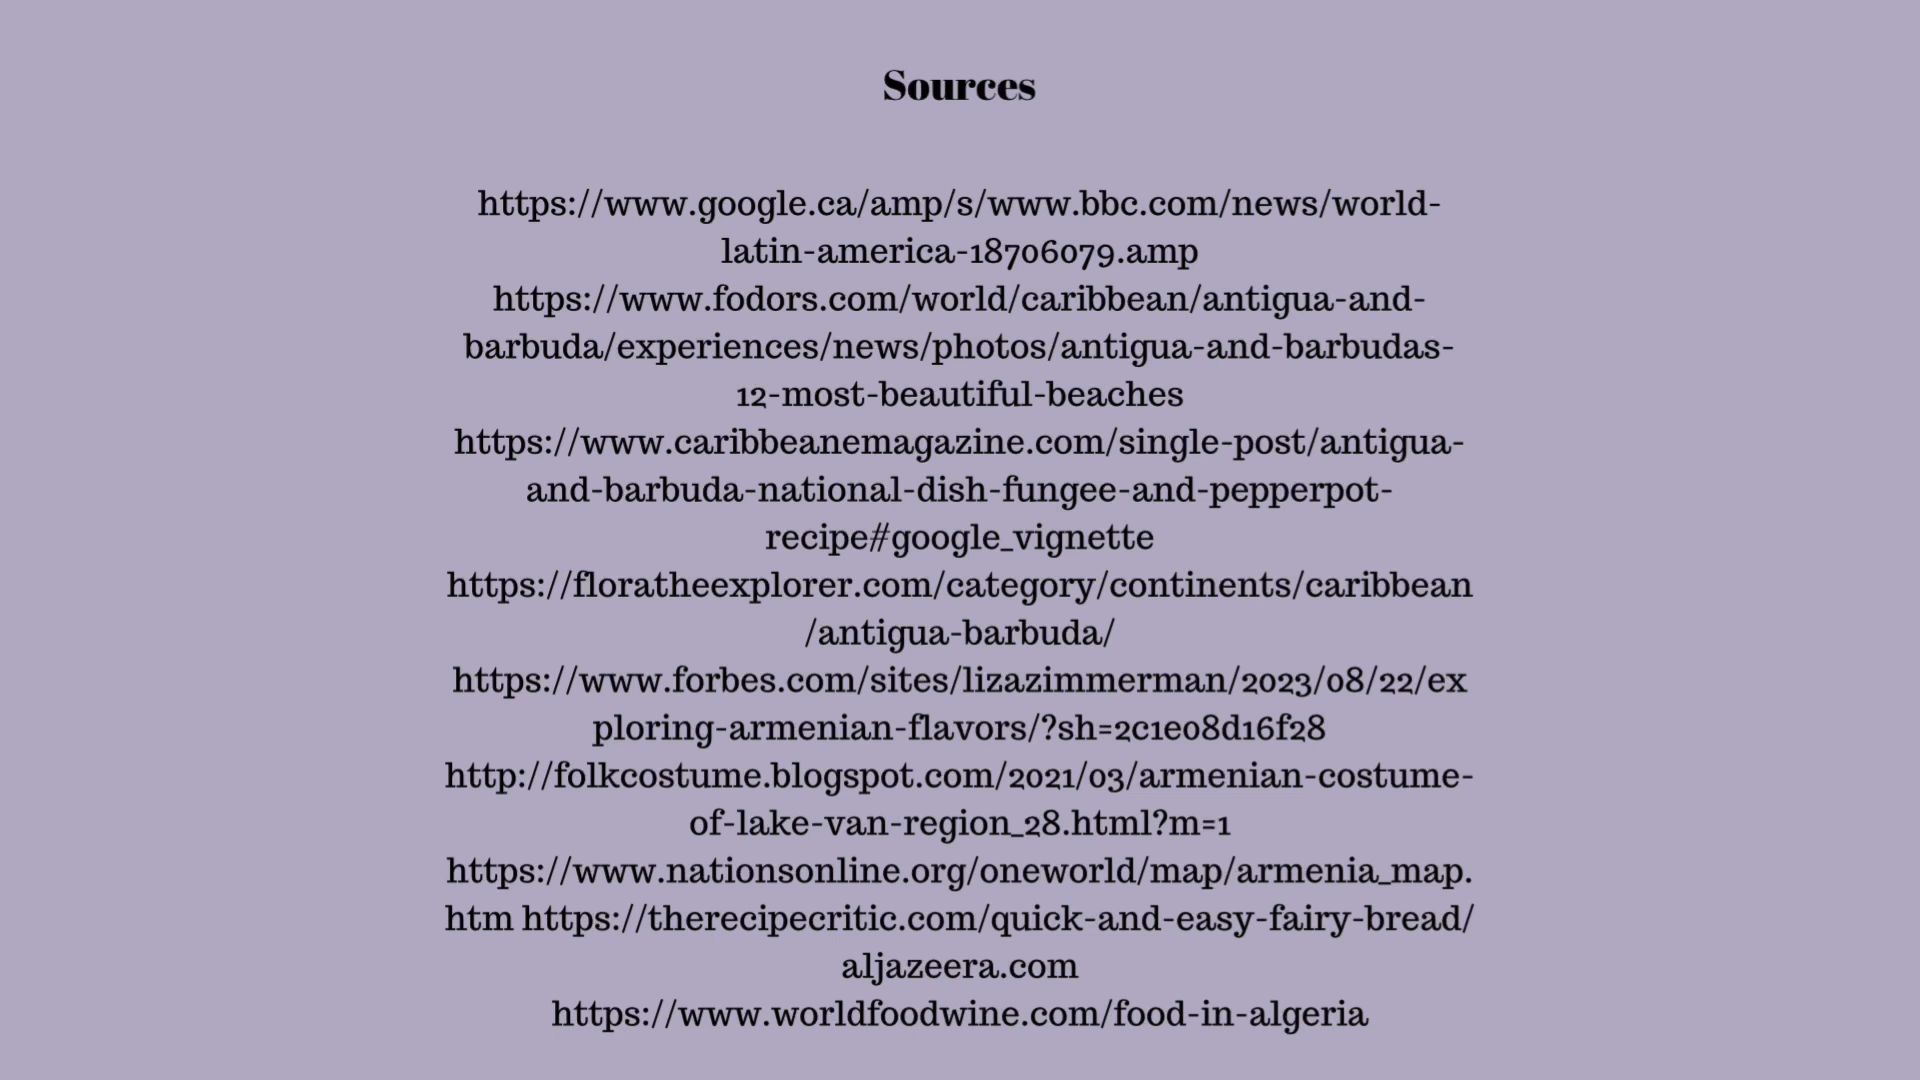 Sources
https://www.google.ca/amp/s/www.bbc.com/news/world-
latin-america-18706079.amp
https://www.fodors.com/world/caribbean/antigua-and-
barbuda/experiences/news/photos/antigua-and-barbudas-
12-most-beautiful-beaches
https://www.caribbeanemagazine.com/single-post/antigua-
and-barbuda-national-dish-fungee-and-pepperpot-
recipe#google_vignette
https://floratheexplorer.com/category/continents/caribbean
/antigua-barbuda/
https://www.forbes.com/sites/lizazimmerman/2023/08/22/ex
ploring-armenian-flavors/?sh=2c1e08d16f28
http://folkcostume.blogspot.com/2021/03/armenian-costume-
of-lake-van-region_28.html?m=1
https://www.nationsonline.org/oneworld/map/armenia_map.
htm https://therecipecritic.com/quick-and-easy-fairy-bread/
aljazeera.com
https://www.worldfoodwine.com/food-in-algeria